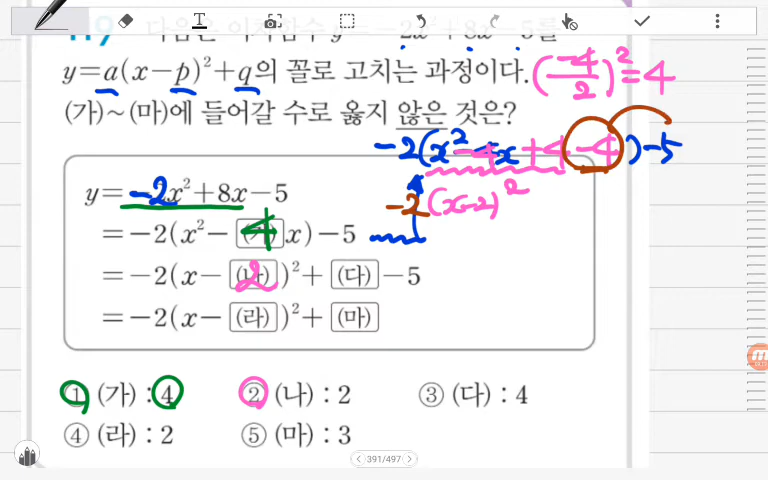 다음은 이차함수 y = -2x²+8x-5를
y=a(x-p)²+q의 꼴로 고치는 과정이다. (-4/2)²=4
(가)~(마)에 들어갈 수로 옳지 않은 것은?
-2(x²-4x+4-4)-5
y=-2x²+8x-5
-2(x-2)²
=-2(x²-4x)-5
=-2(x-2)²+(다)-5
=-2(x-(라))²+(마)
① (가) : 4 ② (나) : 2 ③ (다) : 4
④ (라) : 2 ⑤ (마) : 3
391/497